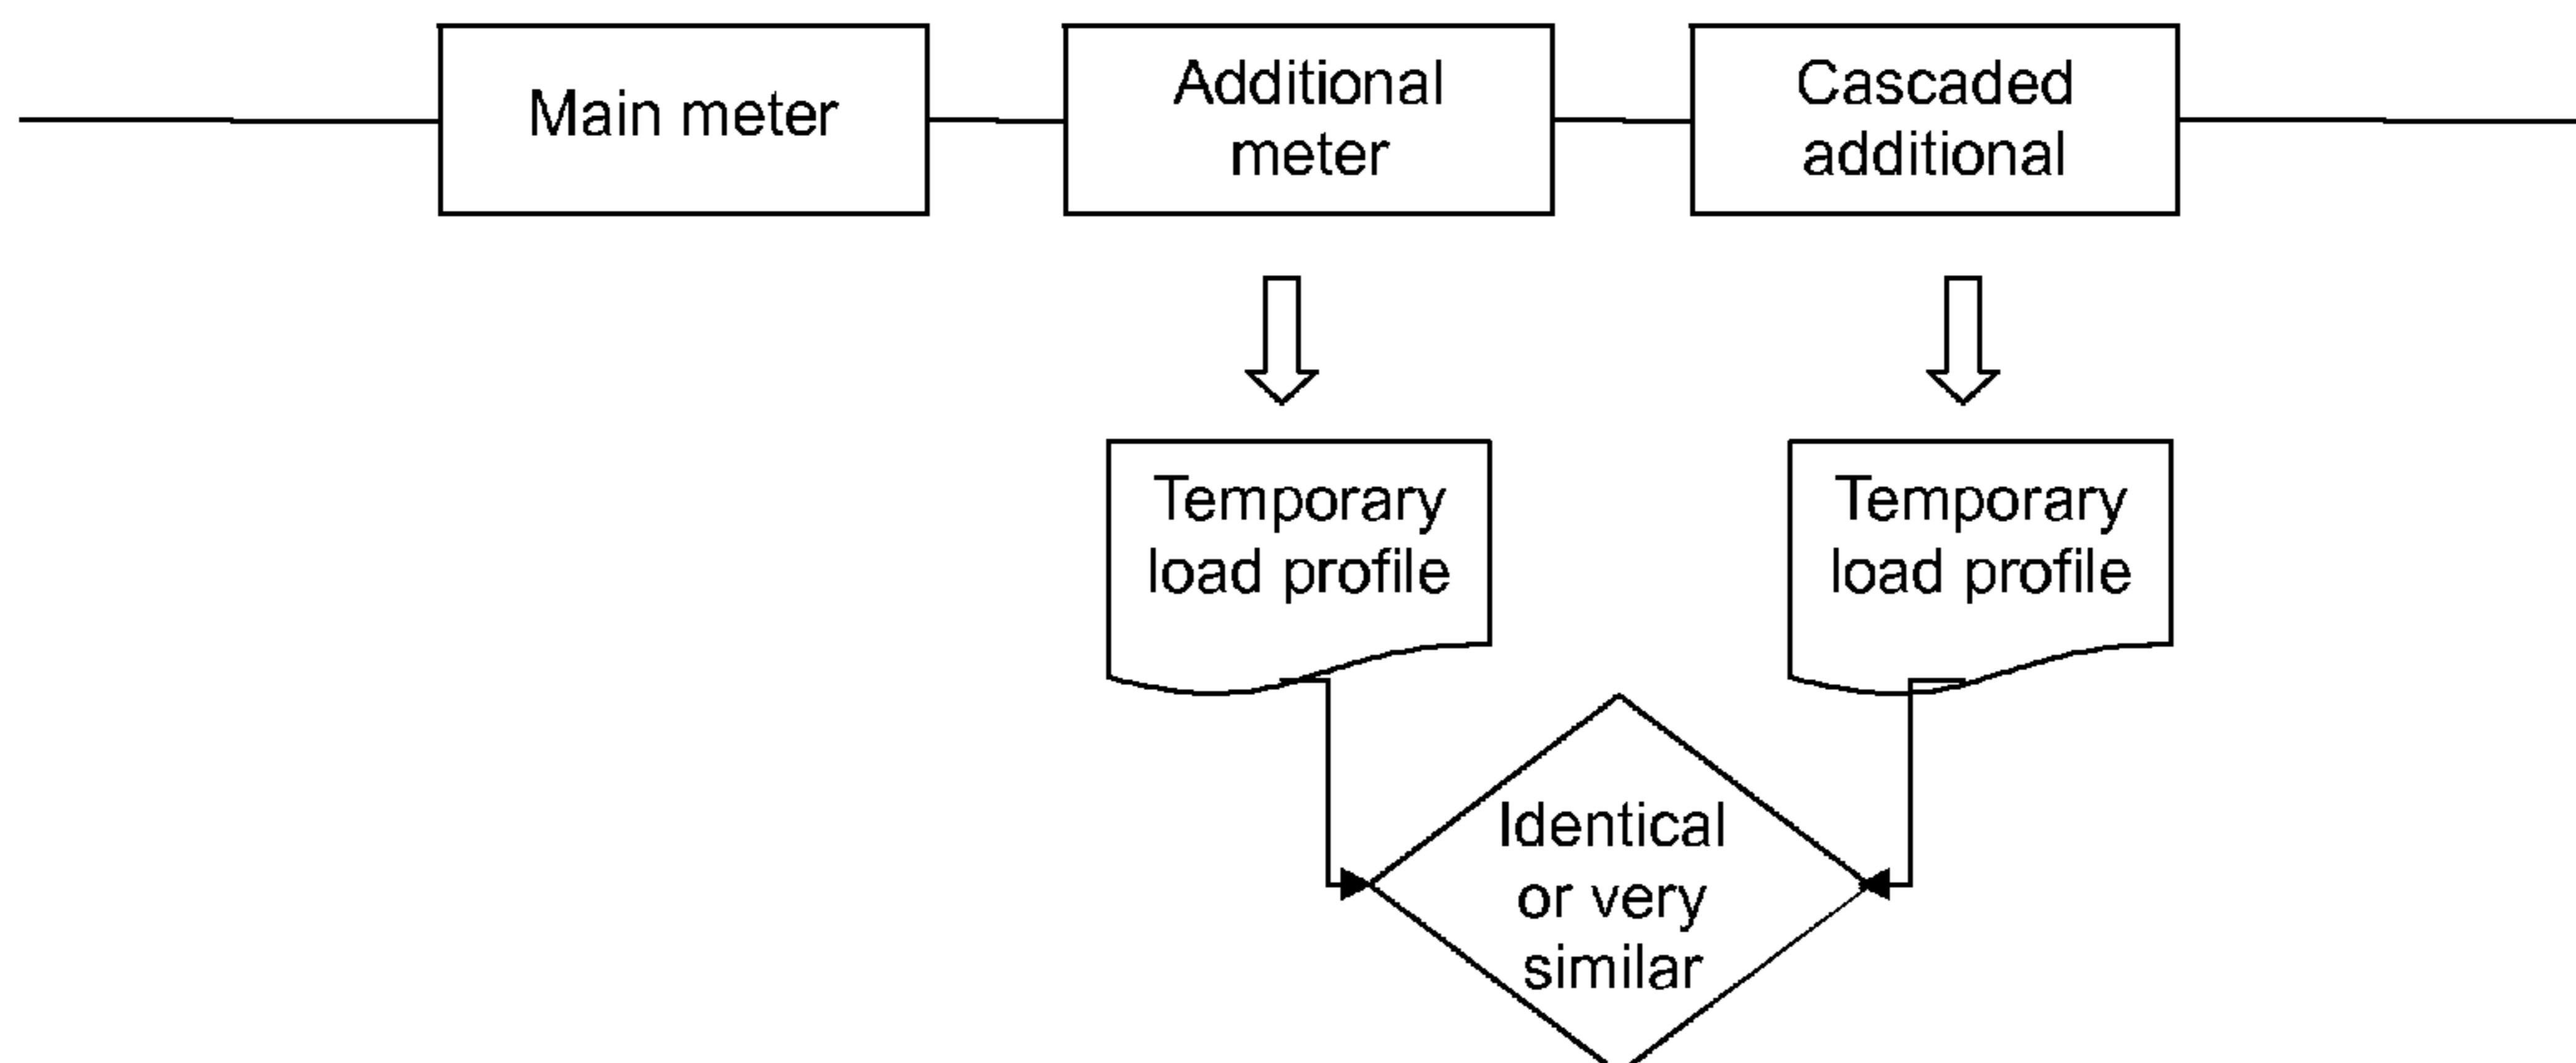 Main meter
Additional
meter
Cascaded
additional
Temporary
load profile
Temporary
load profile
Identical
or very
similar